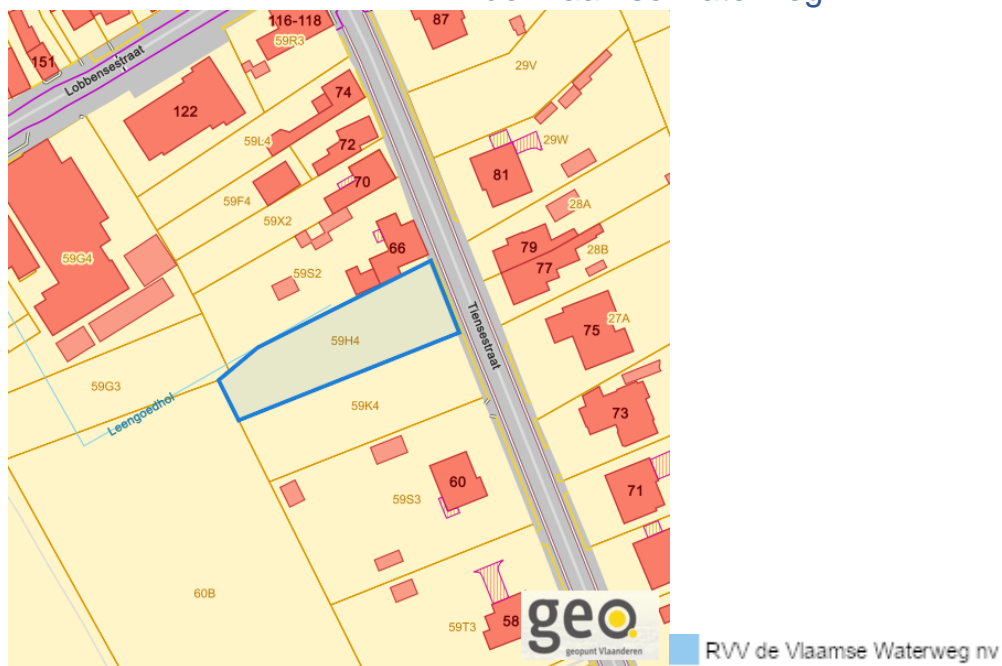 116-118
87
59R3
151
Lobbensestraat
29V
74
122
59L4
72
29W
81
70
59F4
28A
59X2
66
79
28B
59G4
77
59S2
27A
Tiensestraat
75
59H4
59G3
59K4
73
Leengoedhol
60
71
59S3
60B
59T3
58
geo.
geopunt Vlaanderen
RVV de Vlaamse Waterweg nv